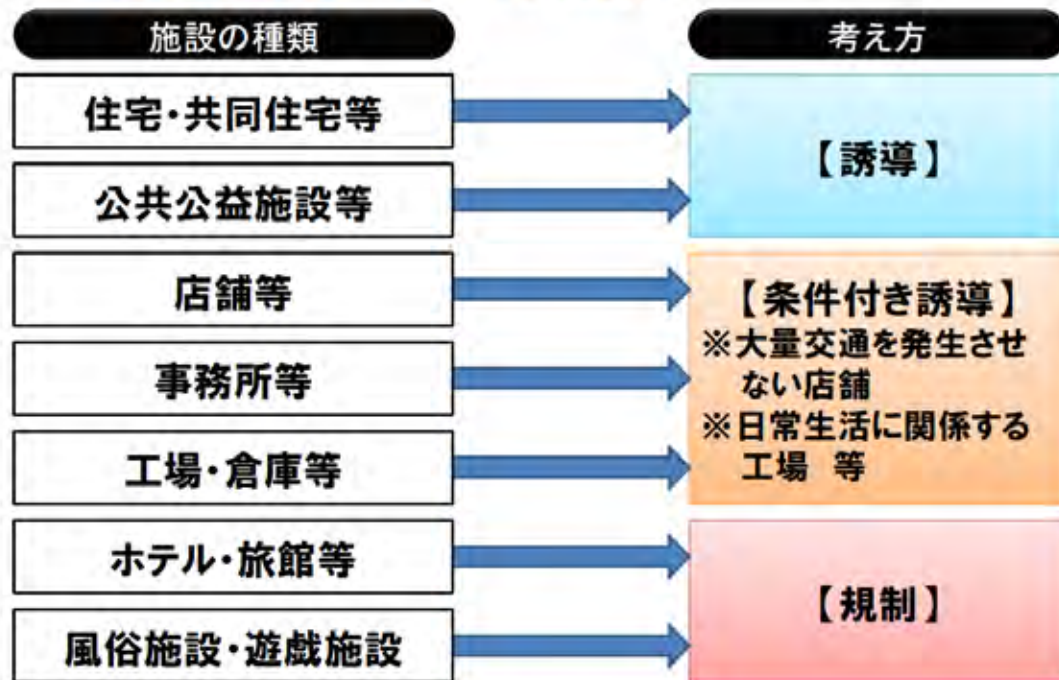 施設の種類
考え方
住宅・共同住宅等
公共公益施設等
【誘導】
店舗等
事務所等
工場・倉庫等
【条件付き誘導】
※大量交通を発生させ
ない店舗
※日常生活に関係する
工場 等
ホテル・旅館等
風俗施設・遊戯施設
【規制】